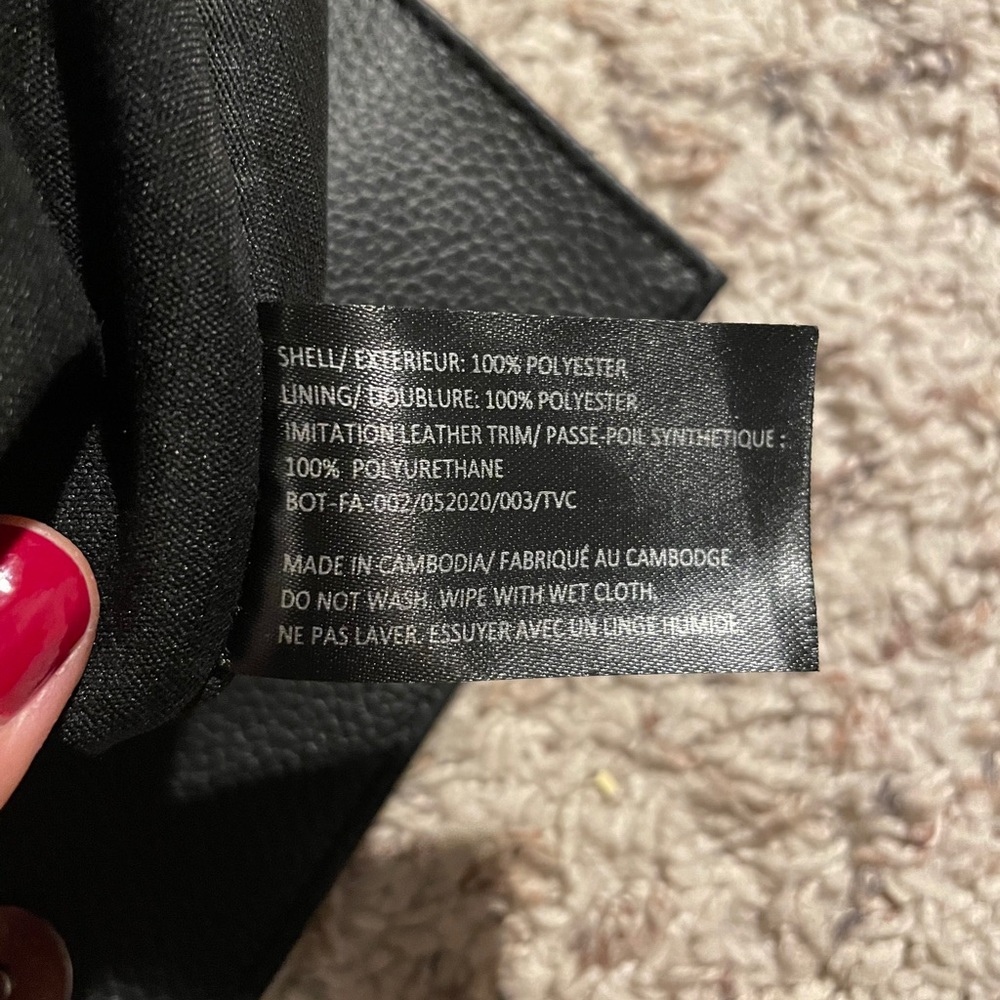 SHELL/ EXTERIEUR: 100% POLYESTER
LINING/ DOUBLURE: 100% POLYESTER
IMITATION LEATHER TRIM/ PASSE-POIL SYNTHETIQUE :
100% POLYURETHANE
BOT-FA-002/052020/003/TVC
MADE IN CAMBODIA/ FABRIQUÉ AU CAMBODGE
DO NOT WASH. WIPE WITH WET CLOTH.
NE PAS LAVER. ESSUYER AVEC UN LINGE HUMIDE.